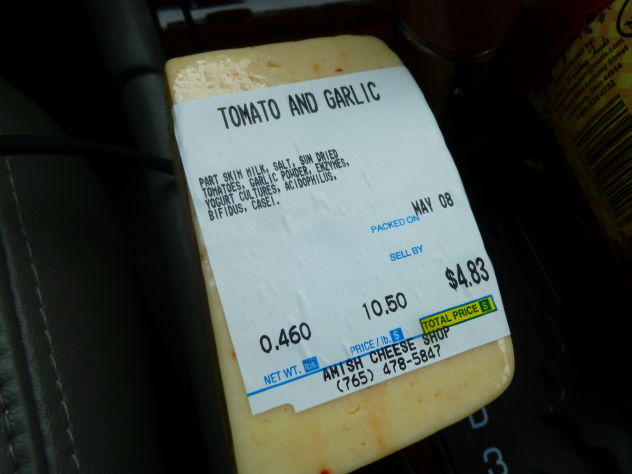 TOMATO AND GARLIC
PART SKIM MILK, SALT, SUN DRIED
TOMATOES, GARLIC POWDER, ENZYMES,
YOGURT CULTURES, ACIDOPHILUS,
BIFIDUS, CASEI.
PACKED ON MAY 08
SELL BY
0.460 10.50 $4.83
NET WT. lbs PRICE/lb. $ TOTAL PRICE $
AMISH CHEESE SHOP
(765) 478-5847
D
3